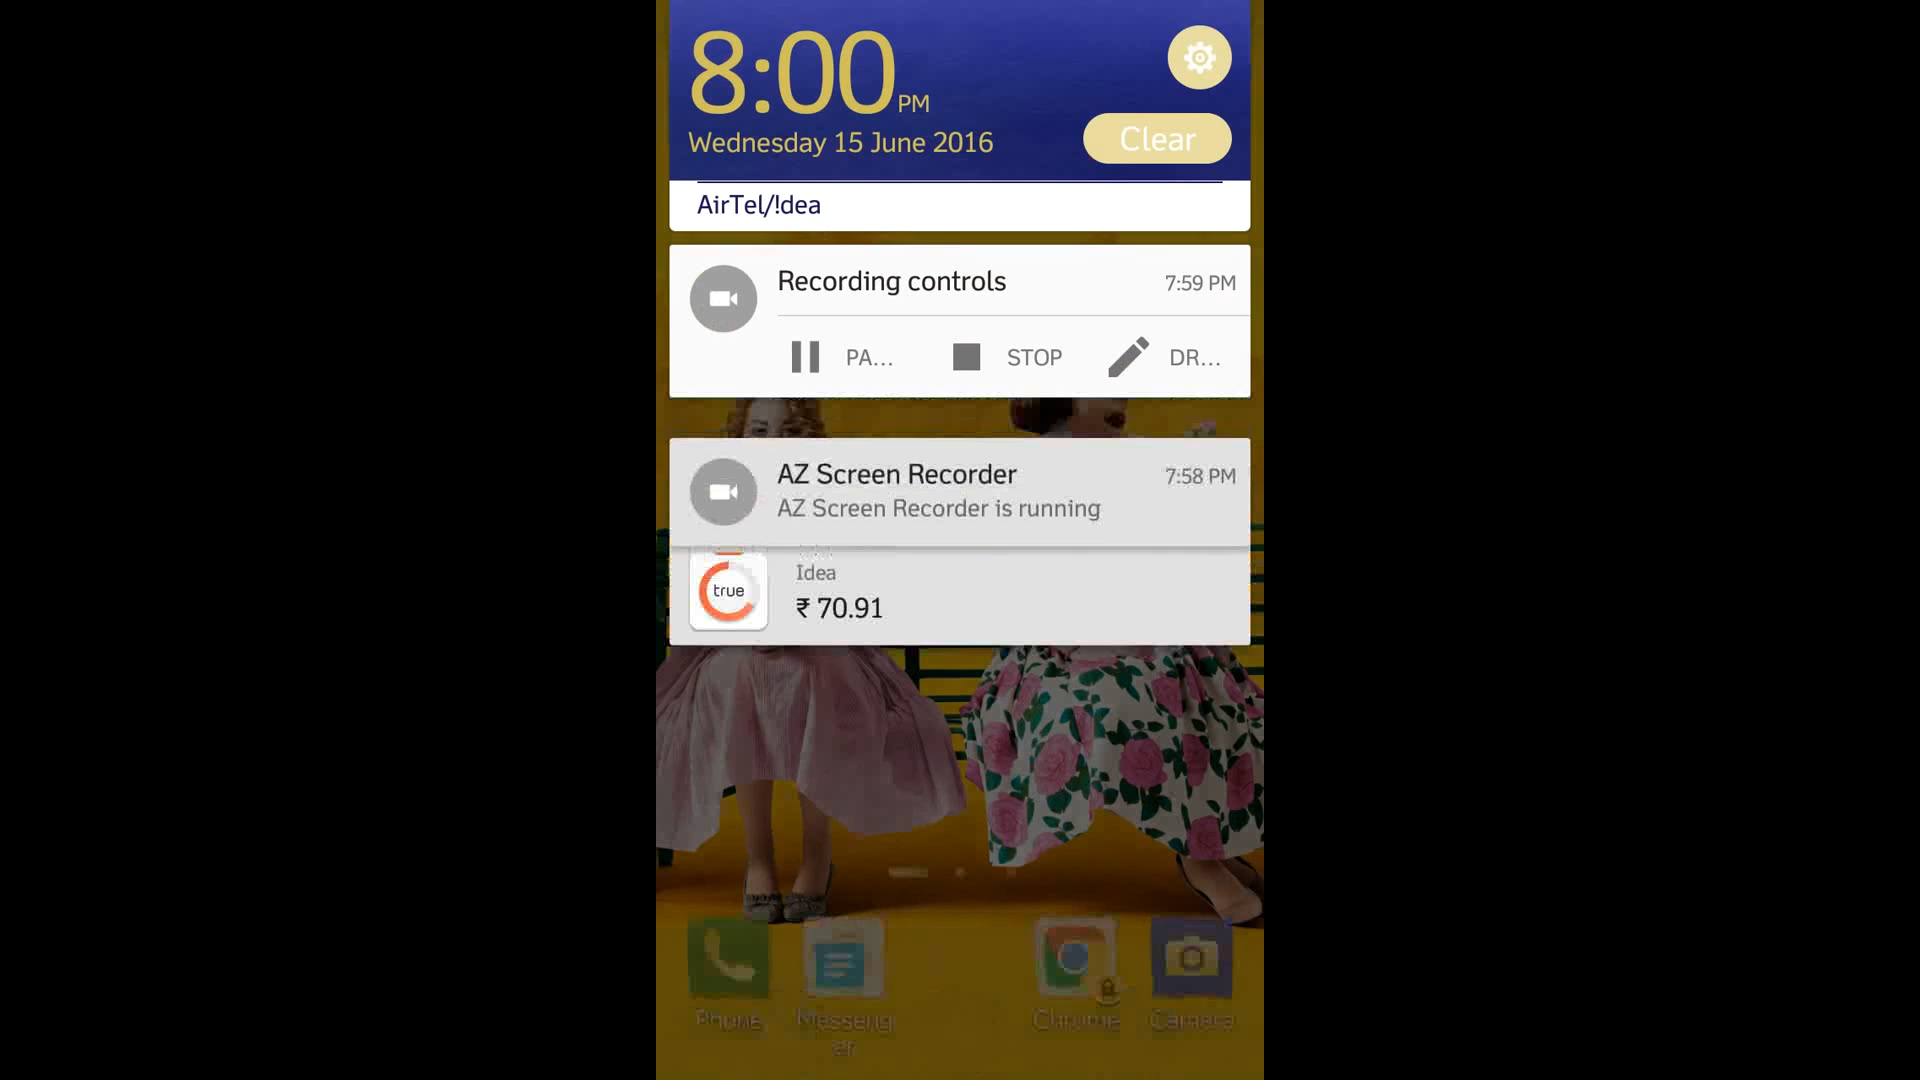 8:00 PM
Wednesday 15 June 2016
Clear
AirTel/!dea
Recording controls 7:59 PM
PA... STOP DR...
AZ Screen Recorder 7:58 PM
AZ Screen Recorder is running
true
Idea
₹ 70.91
Phone Messeng
er Chrome Camera